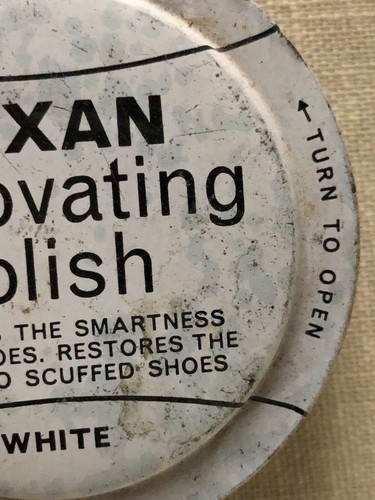 XAN
ovating
olish
THE SMARTNESS
OES. RESTORES THE
O SCUFFED SHOES
WHITE
TURN TO OPEN